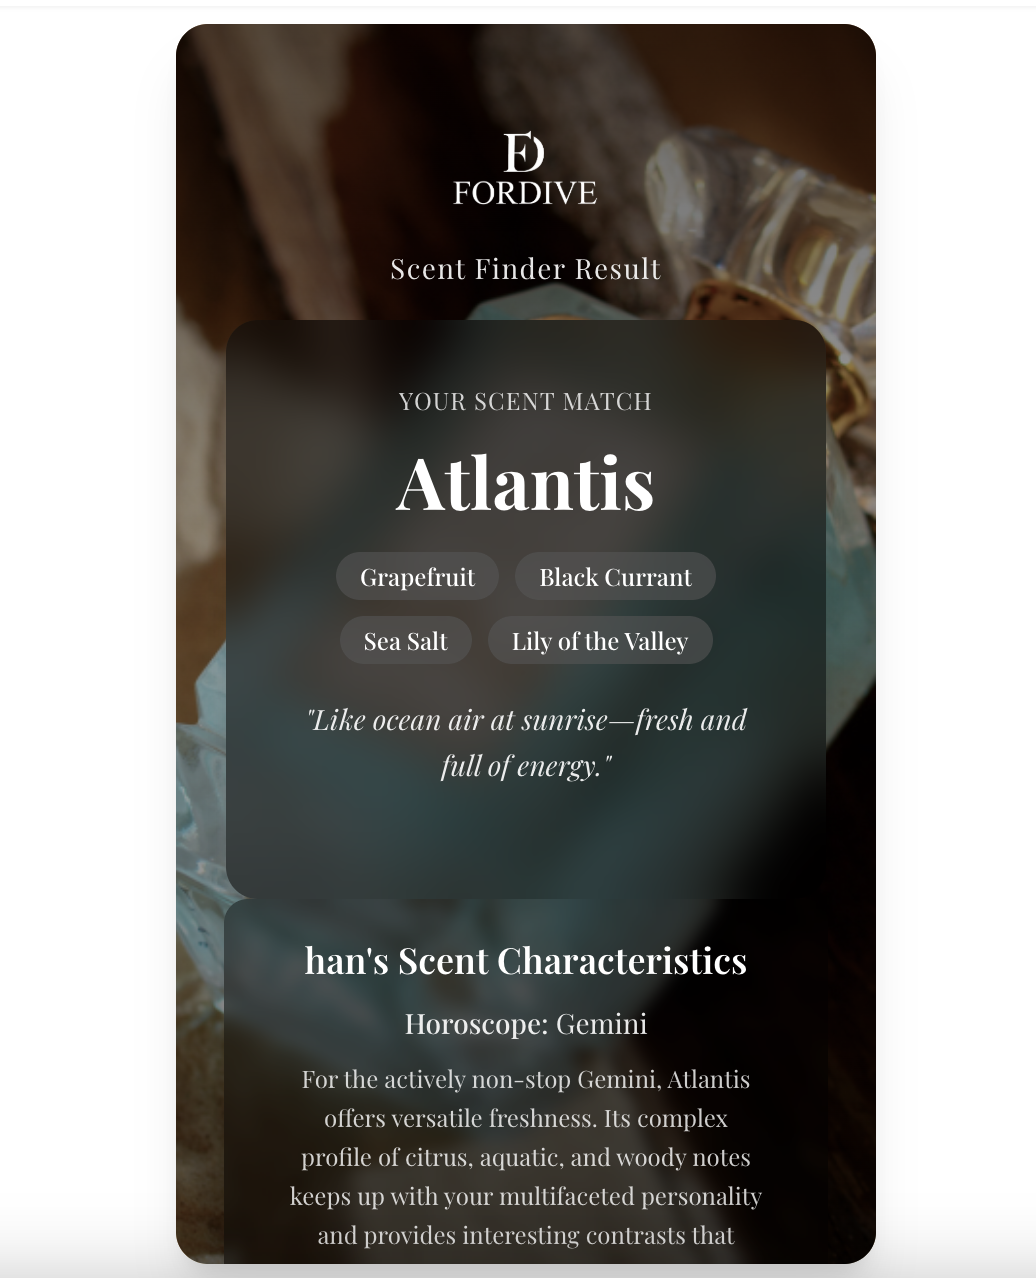 FD
FORDIVE
Scent Finder Result
YOUR SCENT MATCH
Atlantis
Grapefruit
Black Currant
Sea Salt
Lily of the Valley
"Like ocean air at sunrise—fresh and
full of energy."
han's Scent Characteristics
Horoscope: Gemini
For the actively non-stop Gemini, Atlantis
offers versatile freshness. Its complex
profile of citrus, aquatic, and woody notes
keeps up with your multifaceted personality
and provides interesting contrasts that